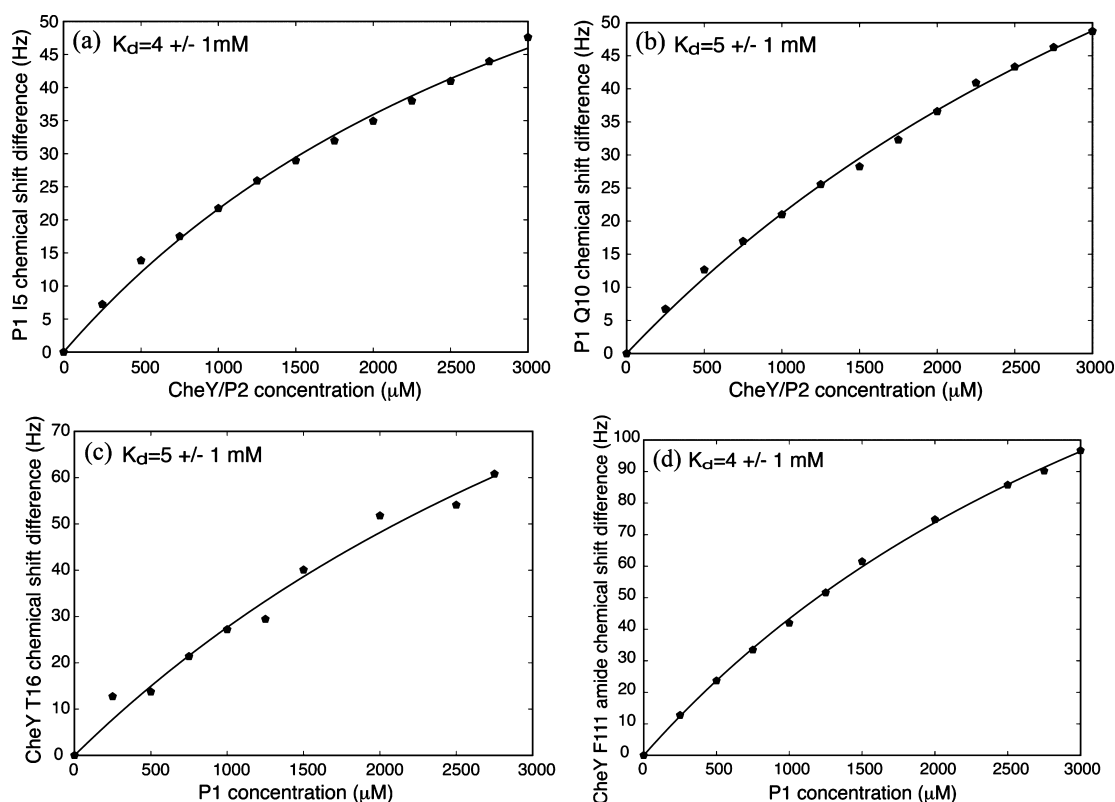 (a) Kd=4 +/- 1mM
P1 I5 chemical shift difference (Hz)
50
45
40
35
30
25
20
15
10
5
0
0 500 1000 1500 2000 2500 3000
CheY/P2 concentration (μM)
(b) Kd=5 +/- 1 mM
P1 Q10 chemical shift difference (Hz)
50
45
40
35
30
25
20
15
10
5
0
0 500 1000 1500 2000 2500 3000
CheY/P2 concentration (μM)
(c) Kd=5 +/- 1 mM
CheY T16 chemical shift difference (Hz)
70
60
50
40
30
20
10
0
0 500 1000 1500 2000 2500 3000
P1 concentration (μM)
(d) Kd=4 +/- 1 mM
CheY F111 amide chemical shift difference (Hz)
100
90
80
70
60
50
40
30
20
10
0
0 500 1000 1500 2000 2500 3000
P1 concentration (μM)